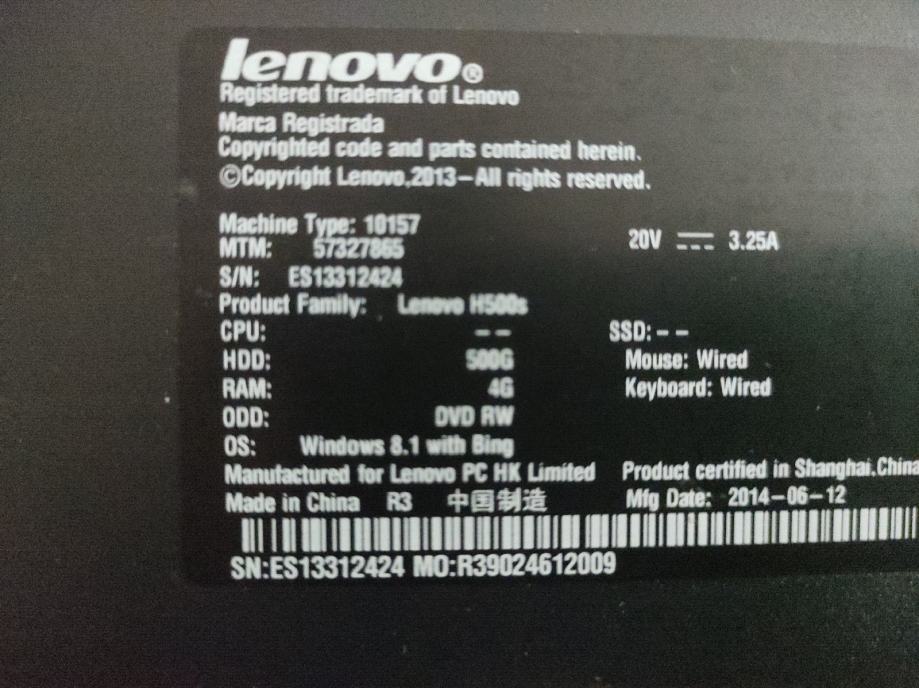 lenovo®
Registered trademark of Lenovo
Marca Registrada
Copyrighted code and parts contained herein.
©Copyright Lenovo,2013–All rights reserved.
Machine Type: 10157
MTM: 57327865
20V ⎓ 3.25A
S/N: ES13312424
Product Family: Lenovo H500s
CPU: – – SSD: – –
HDD: 500G Mouse: Wired
RAM: 4G Keyboard: Wired
ODD: DVD RW
OS: Windows 8.1 with Bing
Manufactured for Lenovo PC HK Limited Product certified in Shanghai.China
Made in China R3 中国制造 Mfg Date: 2014–06–12
SN:ES13312424 MO:R39024612009